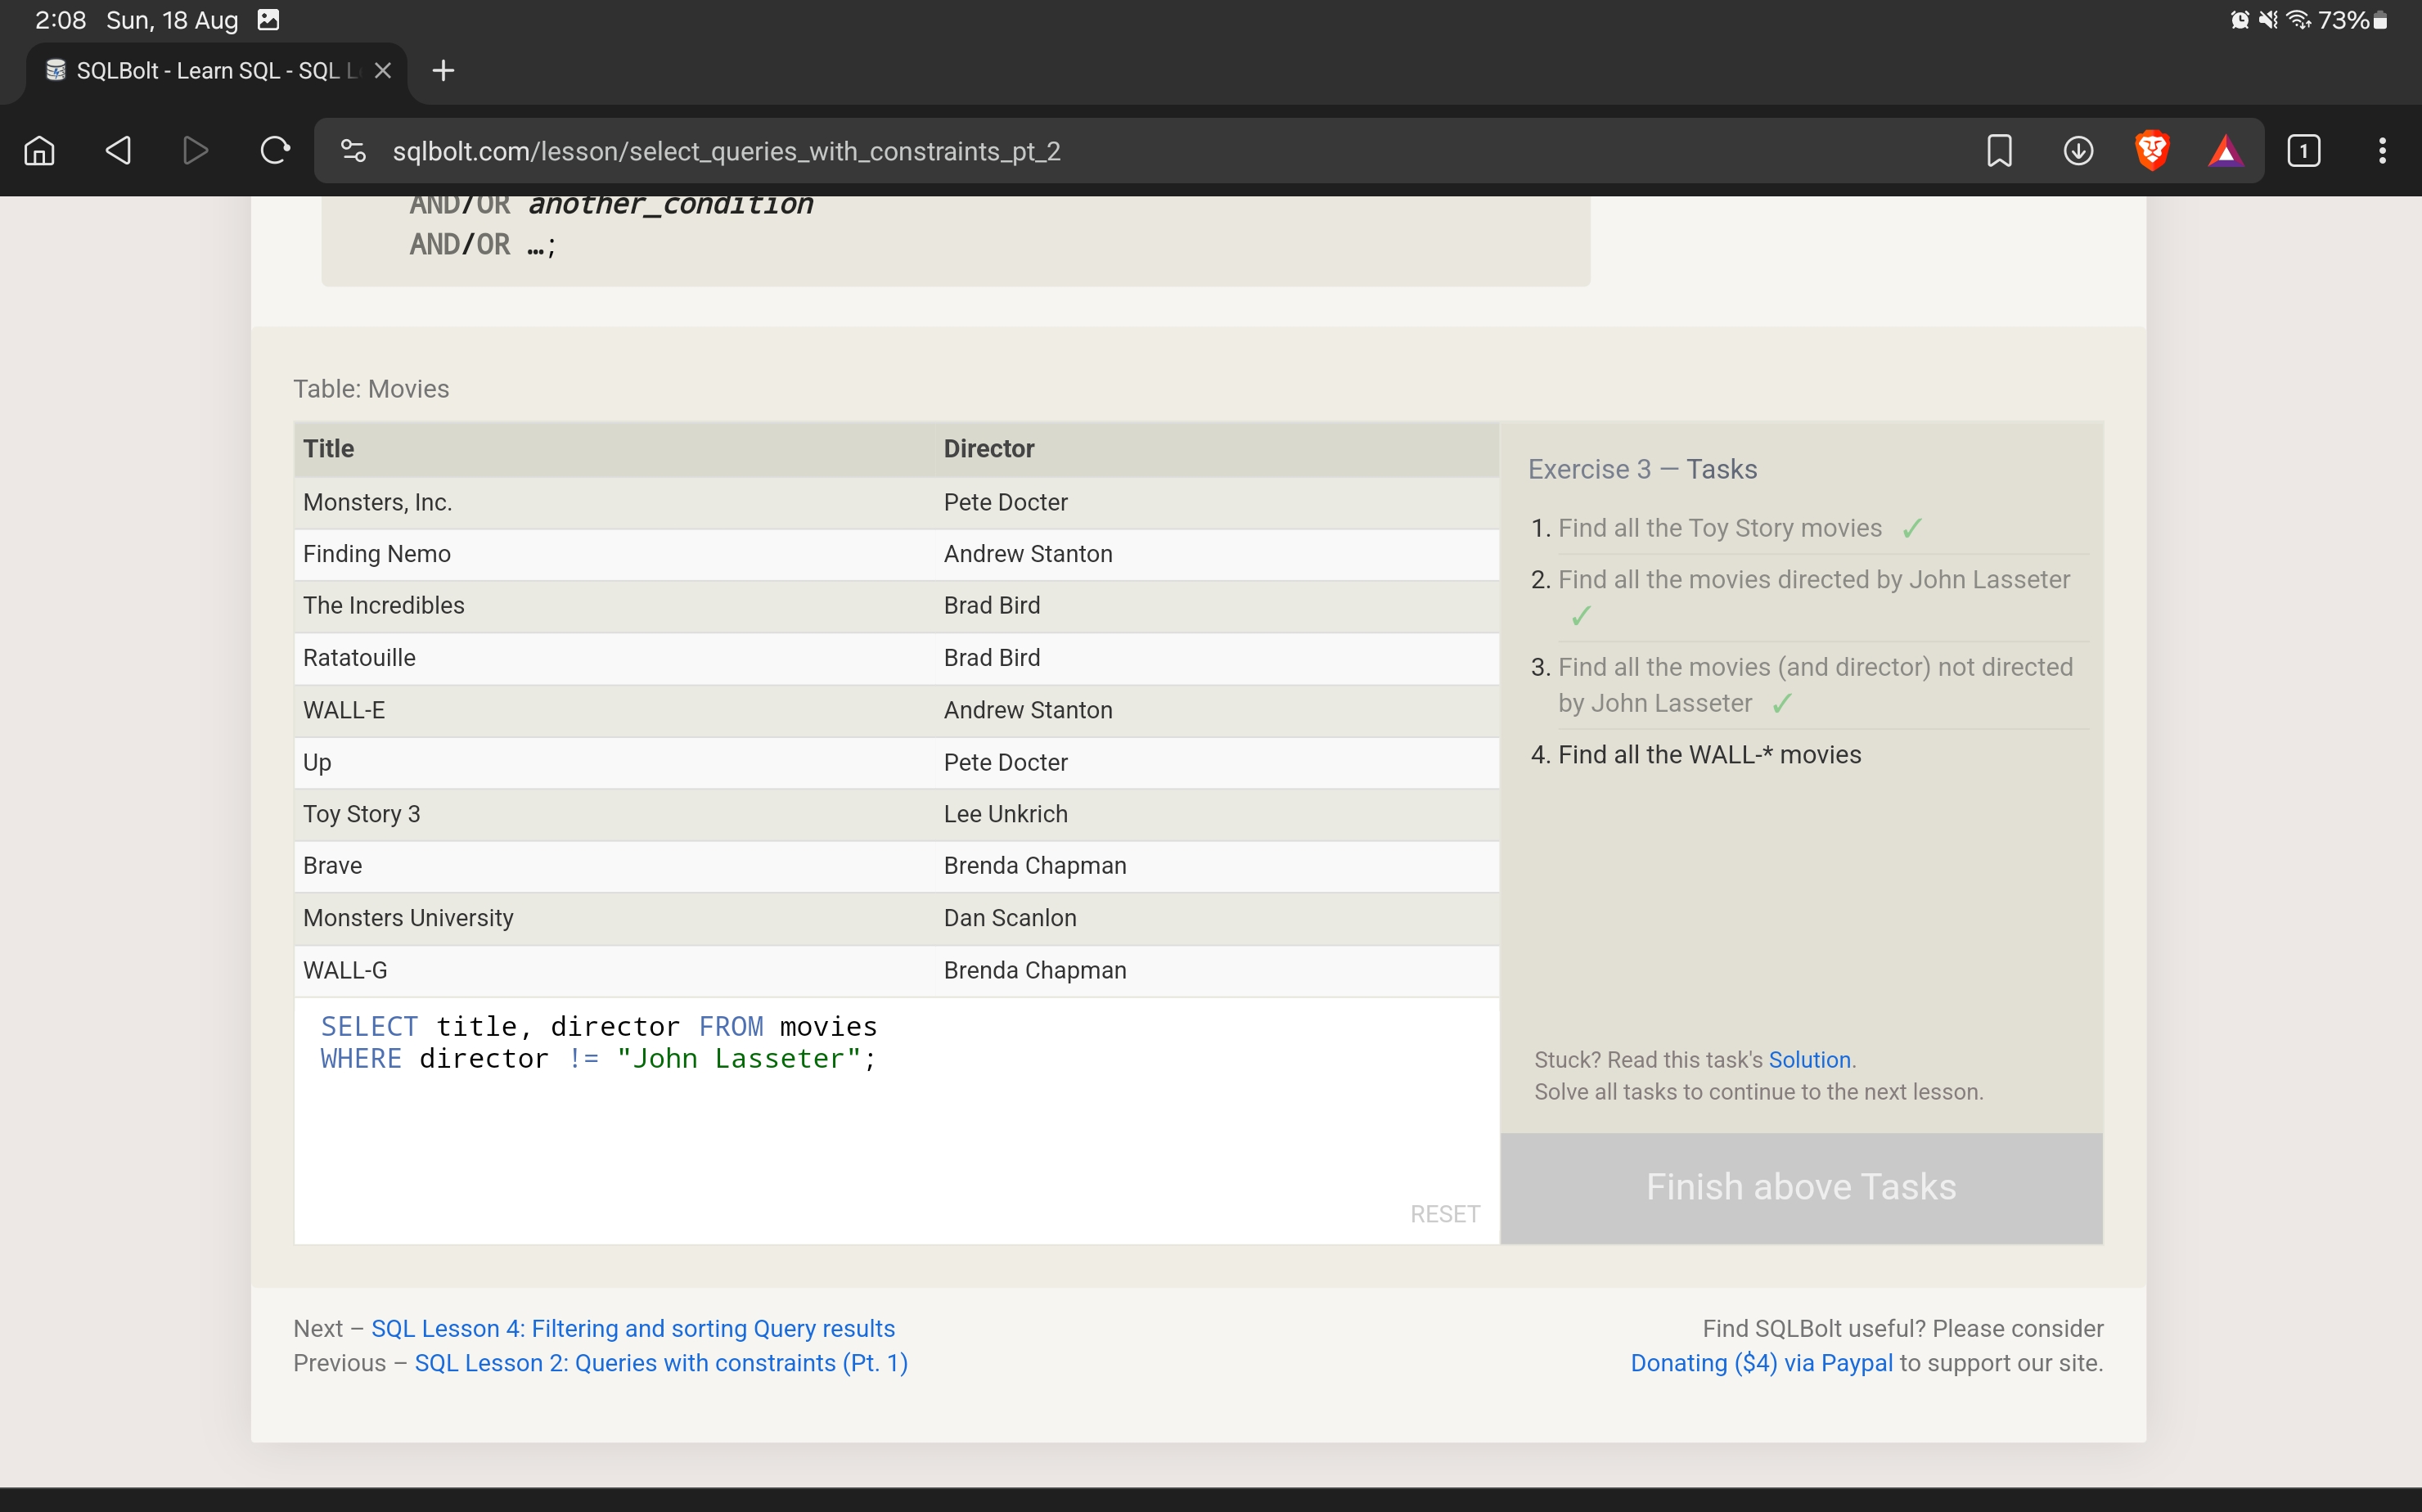 2:08 Sun, 18 Aug
73%
SQLBolt - Learn SQL - SQL L
sqlbolt.com/lesson/select_queries_with_constraints_pt_2
1
AND/OR another_condition
AND/OR …;
Table: Movies
Title Director
Monsters, Inc. Pete Docter
Finding Nemo Andrew Stanton
The Incredibles Brad Bird
Ratatouille Brad Bird
WALL-E Andrew Stanton
Up Pete Docter
Toy Story 3 Lee Unkrich
Brave Brenda Chapman
Monsters University Dan Scanlon
WALL-G Brenda Chapman
SELECT title, director FROM movies
WHERE director != "John Lasseter";
RESET
Exercise 3 — Tasks
1. Find all the Toy Story movies ✓
2. Find all the movies directed by John Lasseter
✓
3. Find all the movies (and director) not directed
by John Lasseter ✓
4. Find all the WALL-* movies
Stuck? Read this task's Solution.
Solve all tasks to continue to the next lesson.
Finish above Tasks
Next – SQL Lesson 4: Filtering and sorting Query results
Previous – SQL Lesson 2: Queries with constraints (Pt. 1)
Find SQLBolt useful? Please consider
Donating ($4) via Paypal to support our site.